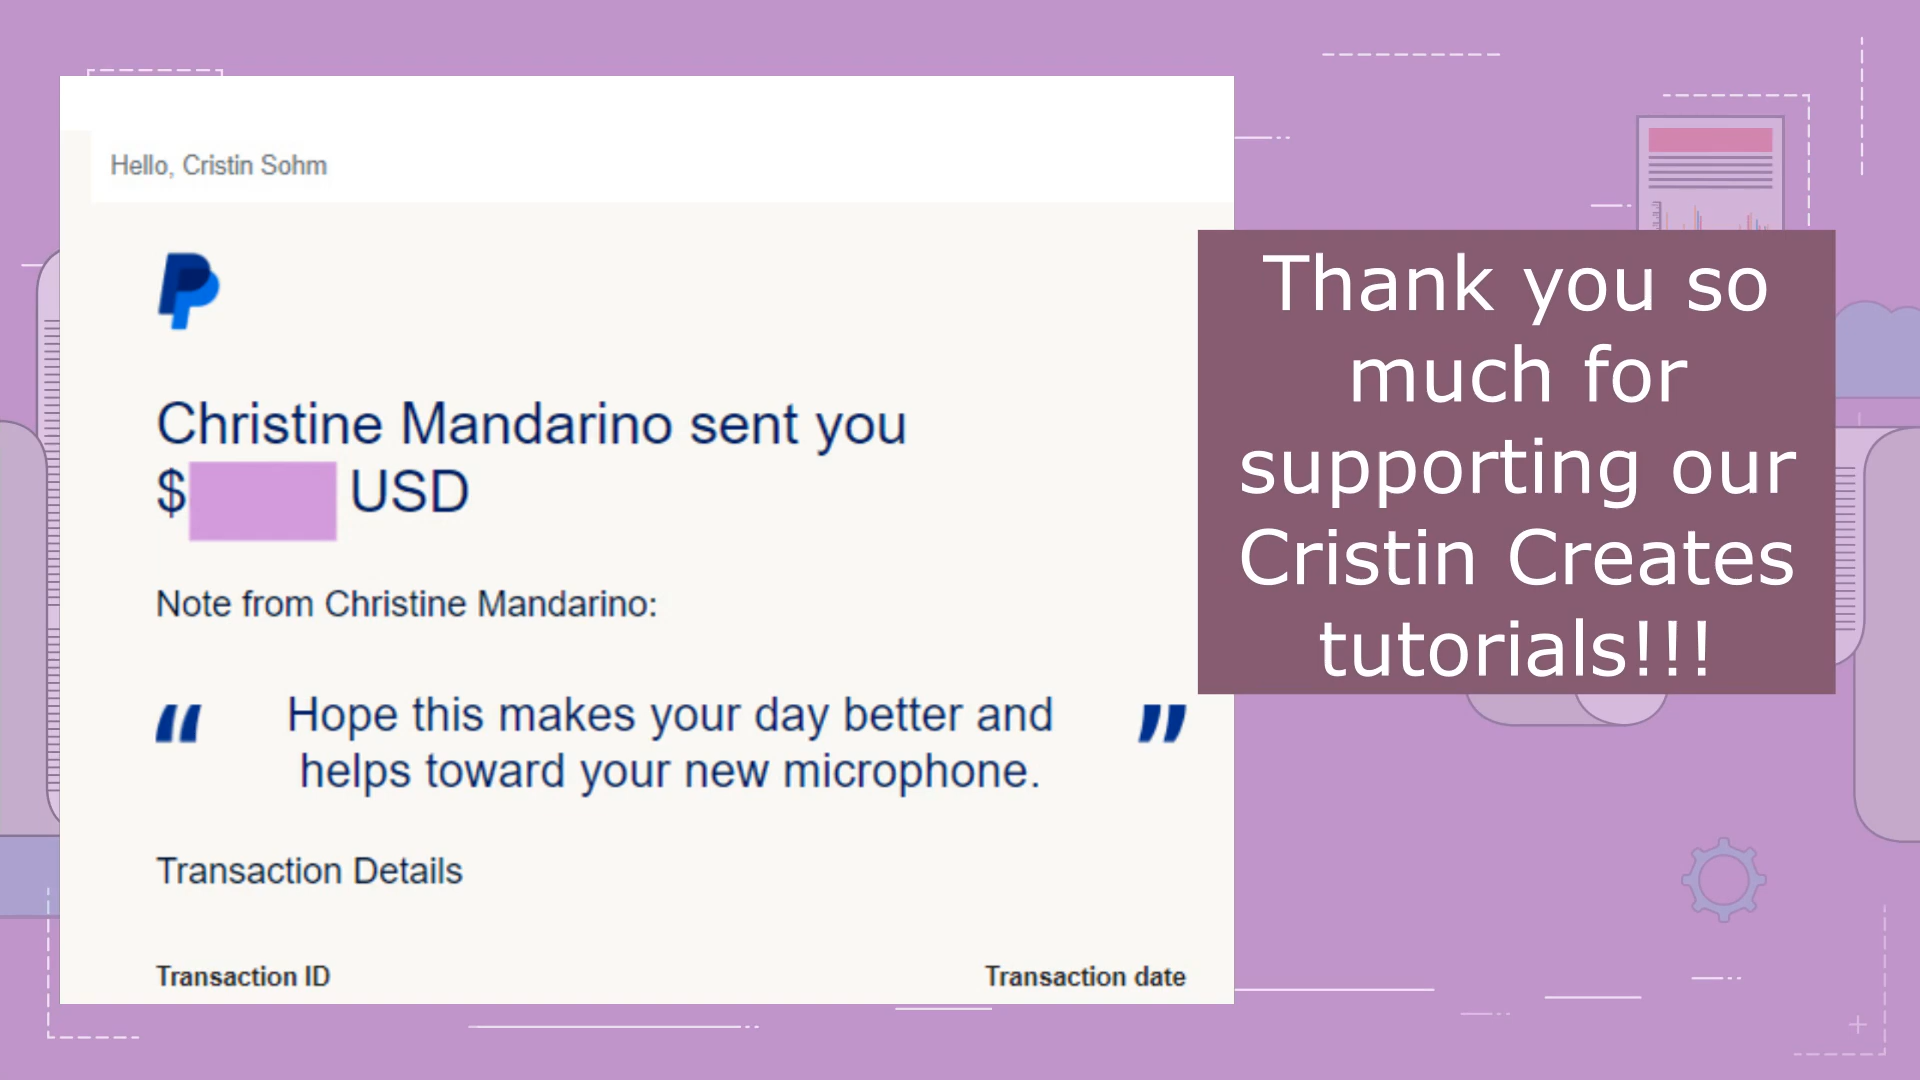 Hello, Cristin Sohm
Christine Mandarino sent you
$ USD
Note from Christine Mandarino:
“ Hope this makes your day better and ”
helps toward your new microphone.
Transaction Details
Transaction ID Transaction date
Thank you so
much for
supporting our
Cristin Creates
tutorials!!!